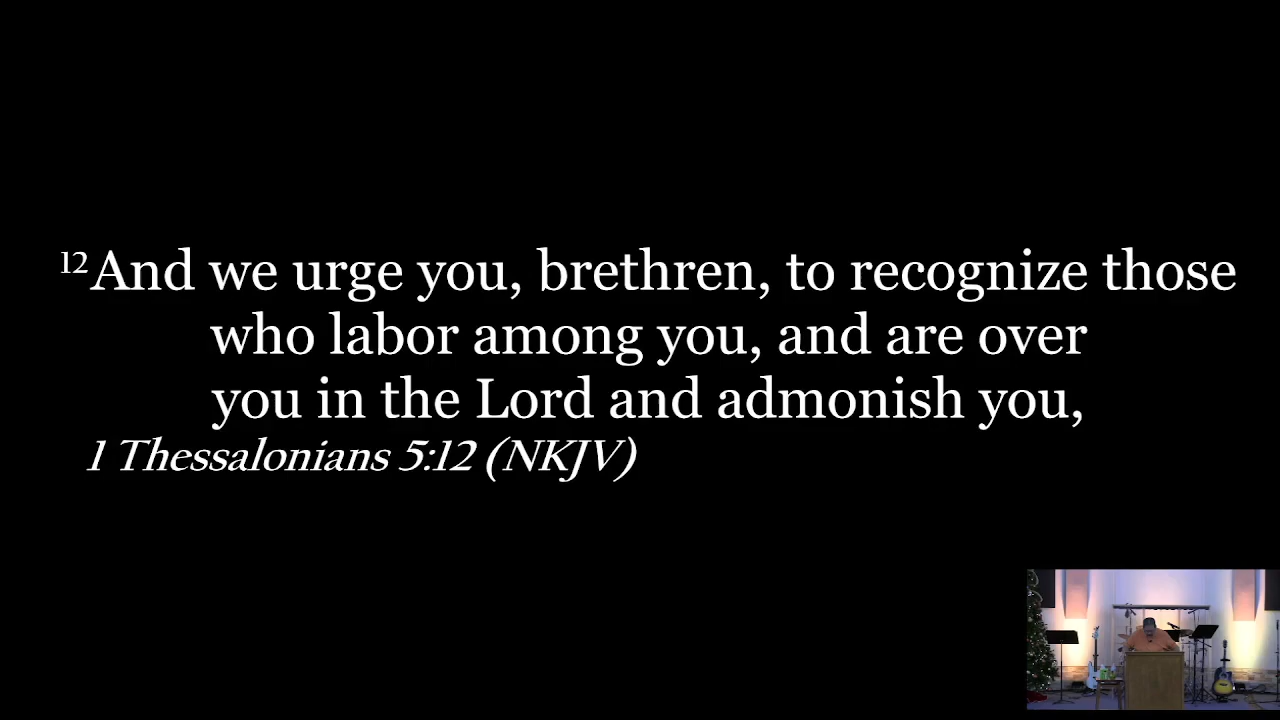 12And we urge you, brethren, to recognize those
who labor among you, and are over
you in the Lord and admonish you,
1 Thessalonians 5:12 (NKJV)